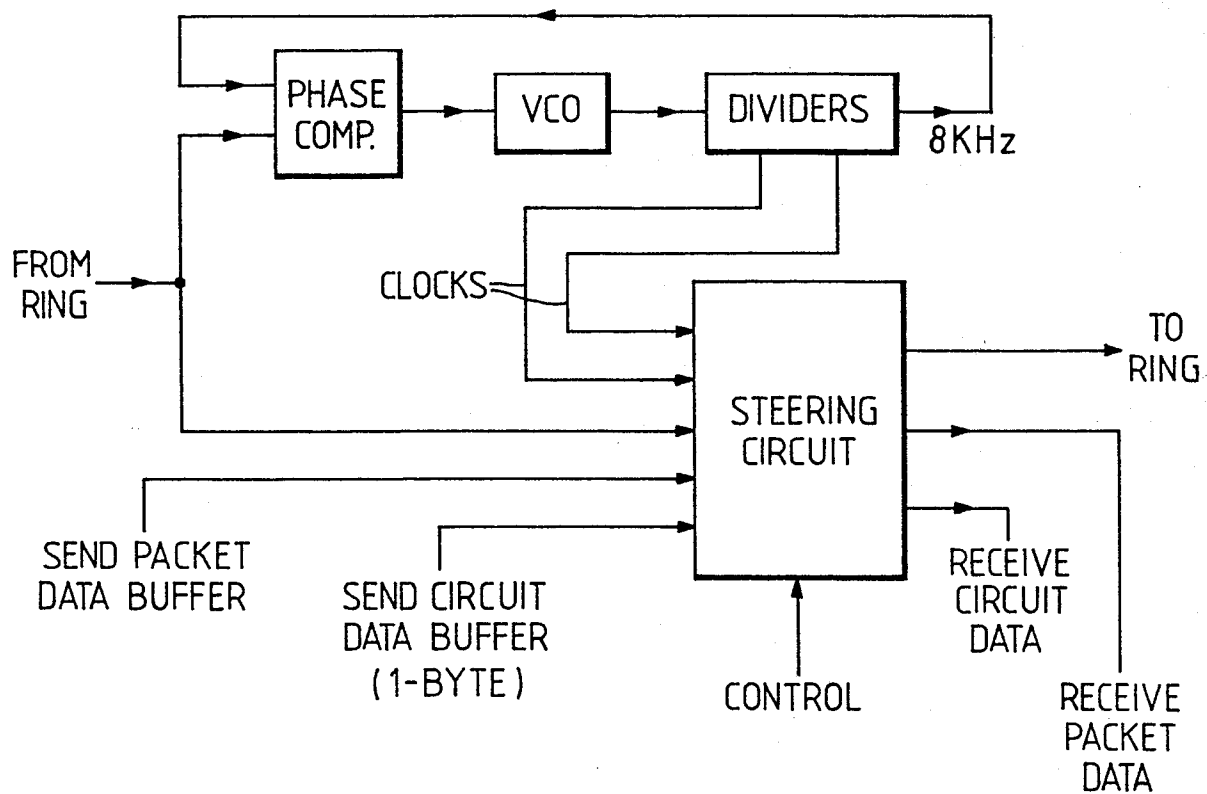 PHASE
COMP.
VCO
DIVIDERS
8KHz
FROM
RING
CLOCKS
TO
RING
STEERING
CIRCUIT
SEND PACKET
DATA BUFFER
SEND CIRCUIT
DATA BUFFER
(1-BYTE)
CONTROL
RECEIVE
CIRCUIT
DATA
RECEIVE
PACKET
DATA